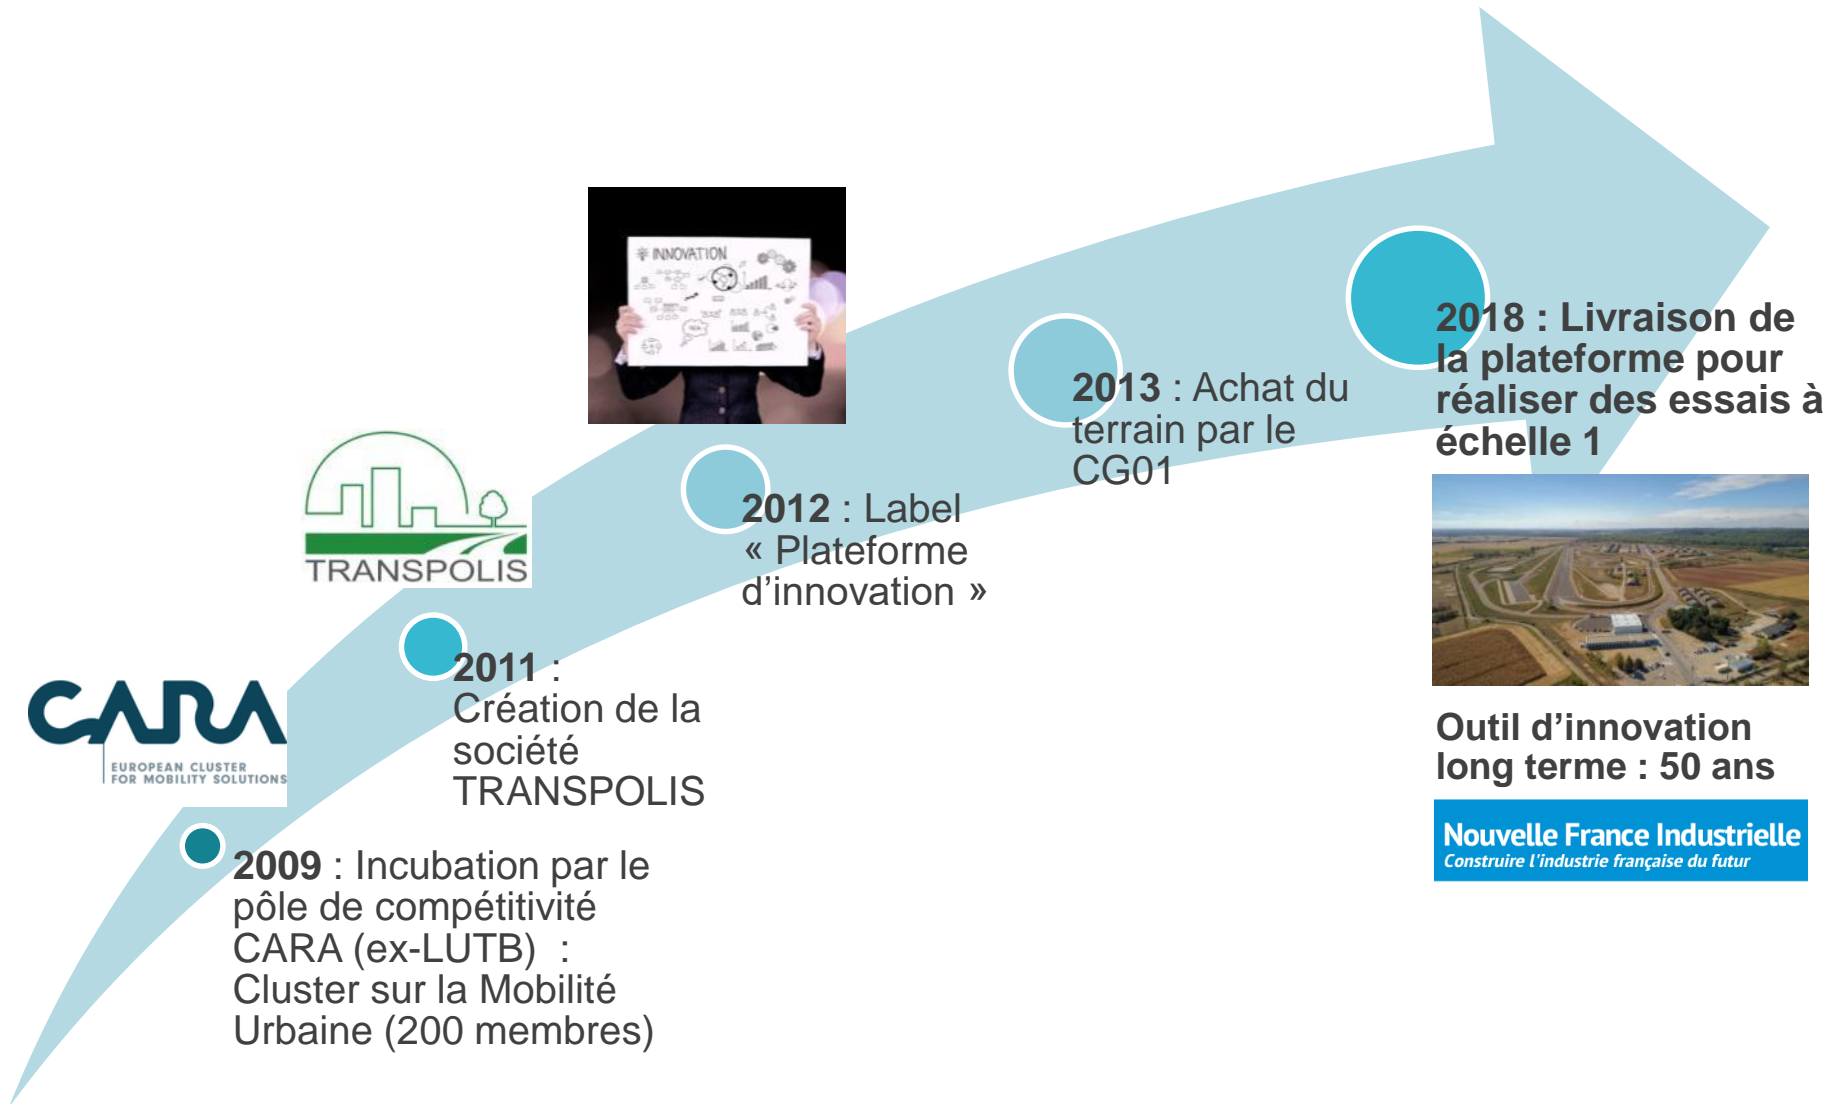 CARA
EUROPEAN CLUSTER
FOR MOBILITY SOLUTIONS
2009 : Incubation par le
pôle de compétitivité
CARA (ex-LUTB)  :
Cluster sur la Mobilité
Urbaine (200 membres)
TRANSPOLIS
2011 :
Création de la
société
TRANSPOLIS
INNOVATION
2012 : Label
« Plateforme
d’innovation »
2013 : Achat du
terrain par le
CG01
2018 : Livraison de
la plateforme pour
réaliser des essais à
échelle 1
Outil d’innovation
long terme : 50 ans
Nouvelle France Industrielle
Construire l’industrie française du futur